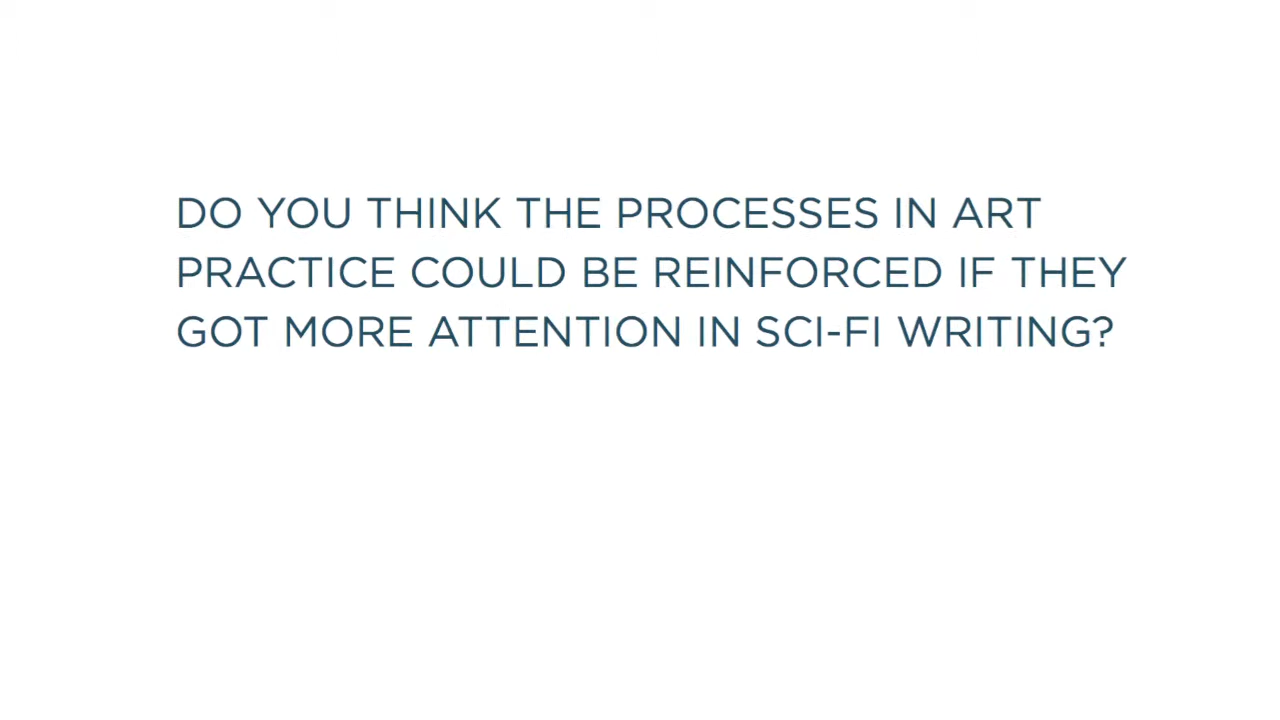 DO YOU THINK THE PROCESSES IN ART
PRACTICE COULD BE REINFORCED IF THEY
GOT MORE ATTENTION IN SCI-FI WRITING?